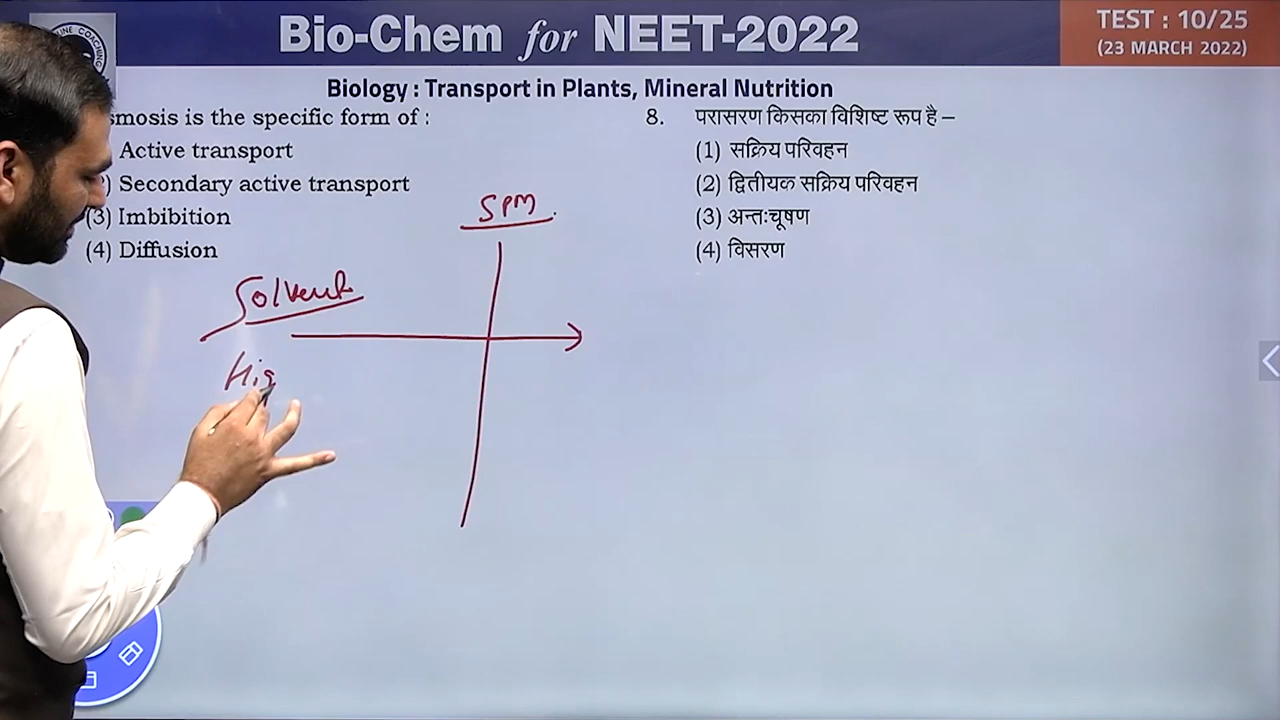 Bio-Chem for NEET-2022
TEST : 10/25
(23 MARCH 2022)
Biology : Transport in Plants, Mineral Nutrition
is the specific form of :
Active transport
Secondary active transport
(3) Imbibition
(4) Diffusion
8. परासरण किसका विशिष्ट रूप है –
(1) सक्रिय परिवहन
(2) द्वितीयक सक्रिय परिवहन
(3) अन्तःचूषण
(4) विसरण
SPM
Solvent
Hig